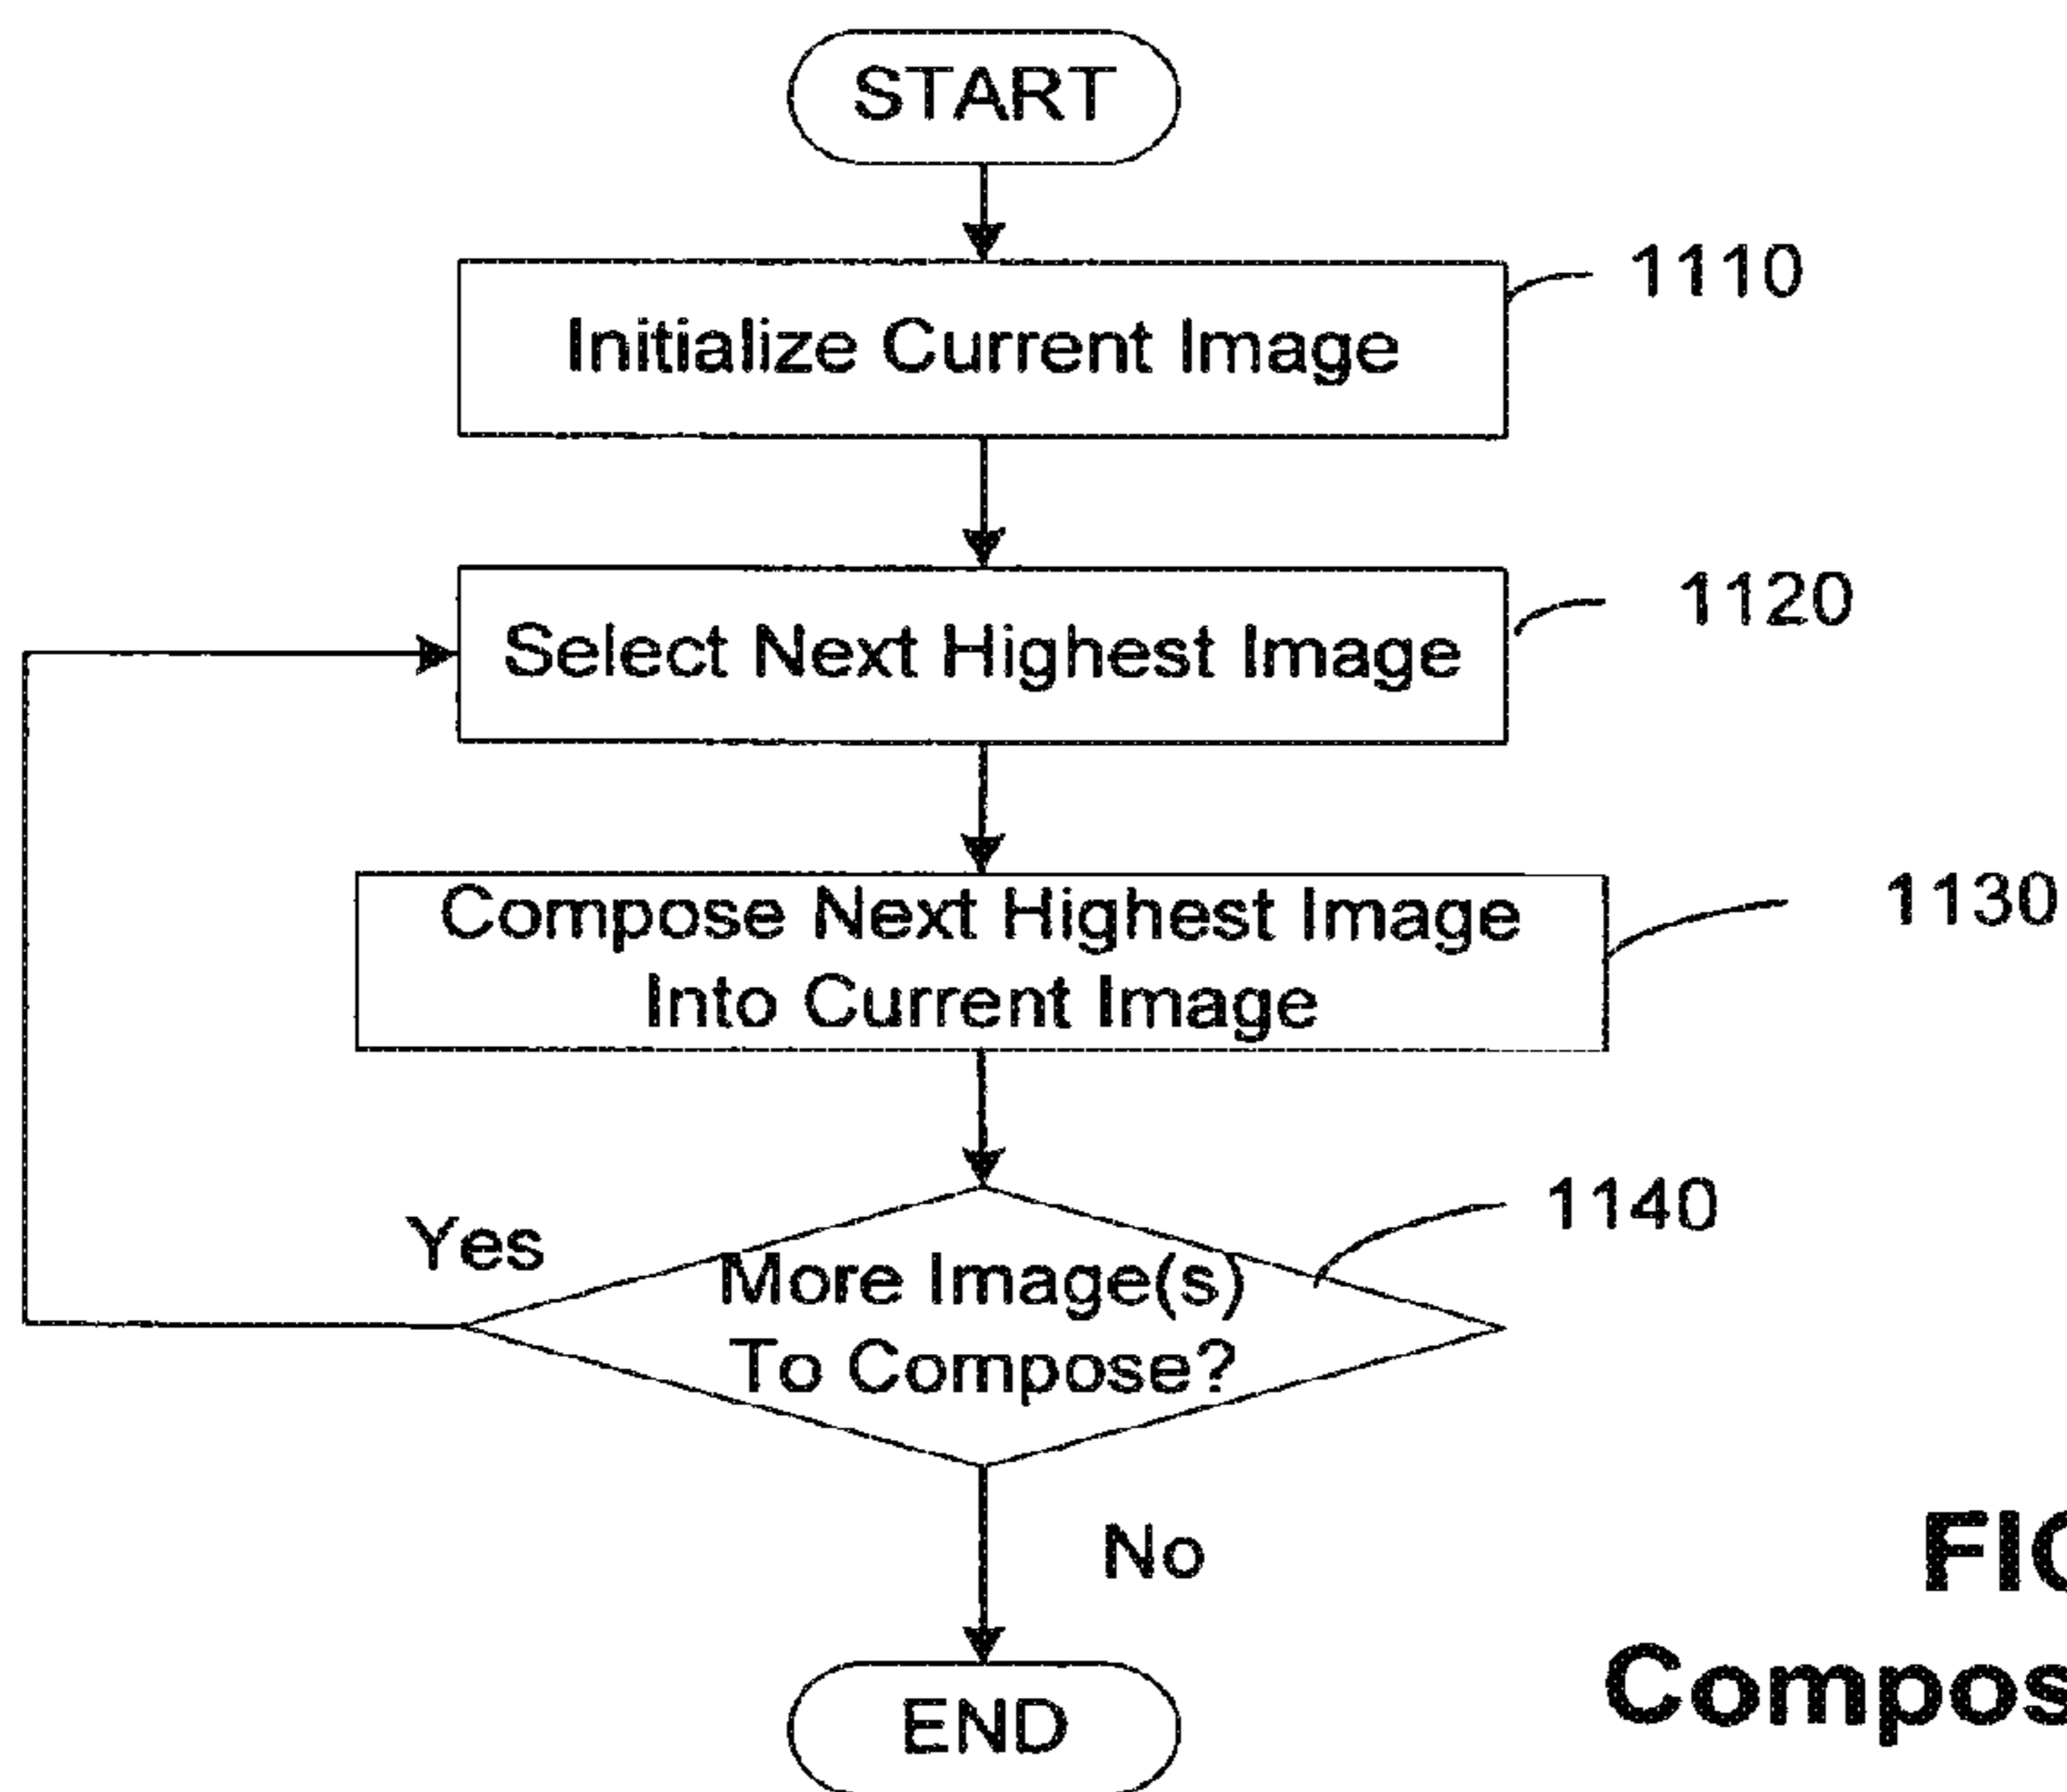 START
Initialize Current Image
1110
Select Next Highest Image
1120
Compose Next Highest Image
Into Current Image
1130
More Image(s)
To Compose?
1140
Yes
No
END